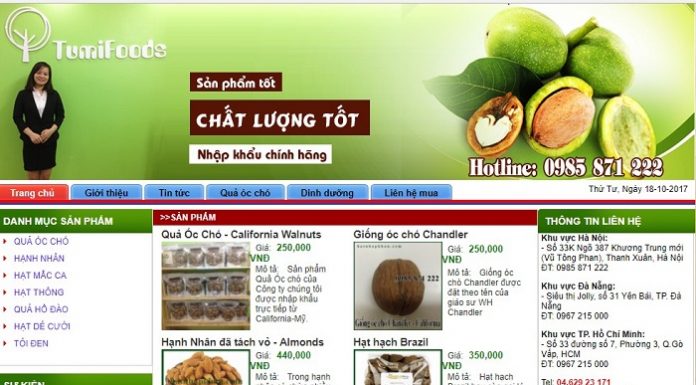 TumiFoods
Sản phẩm tốt
CHẤT LƯỢNG TỐT
Nhập khẩu chính hãng
Hotline: 0985 871 222
Trang chủ
Giới thiệu
Tin tức
Quả óc chó
Dinh dưỡng
Liên hệ mua
Thứ Tư, Ngày 18-10-2017
DANH MỤC SẢN PHẨM
QUẢ ÓC CHÓ
HẠNH NHÂN
HẠT MẮC CA
HẠT THÔNG
QUẢ HỒ ĐÀO
HẠT DẺ CƯỜI
TỎI ĐEN
SỰ KIỆN
>>SẢN PHẨM
Quả Óc Chó - California Walnuts
Giá: 250,000
VNĐ
Mô tả: Sản phẩm
Quả Óc chó của
Công ty chúng tôi
được nhập khẩu
trực tiếp từ
California-Mỹ.
Giống óc chó Chandler
Giá: 250,000
VNĐ
Mô tả: Giống óc
chó Chandler được
đăt theo tên của
giáo sư WH
Chandler
Hạnh Nhân đã tách vỏ - Almonds
Giá: 440,000
VNĐ
Mô tả: Trong hạnh
Hạt hạch Brazil
Giá: 350,000
VNĐ
Mô tả: Hạt hạch
THÔNG TIN LIÊN HỆ
Khu vực Hà Nội:
- Số 33K Ngõ 387 Khương Trung mới
(Vũ Tông Phan), Thanh Xuân, Hà Nội
ĐT: 0985 871 222
Khu vực Đà Nẵng:
- Siêu thị Jolly, số 31 Yên Bái, TP. Đà
Nẵng
ĐT: 0967 215 000
Khu vực TP. Hồ Chí Minh:
- Số 33 đường số 7, Phường 3, Q.Gò
Vấp, HCM
ĐT: 0967 215 000
Tel: 04.629 23 171